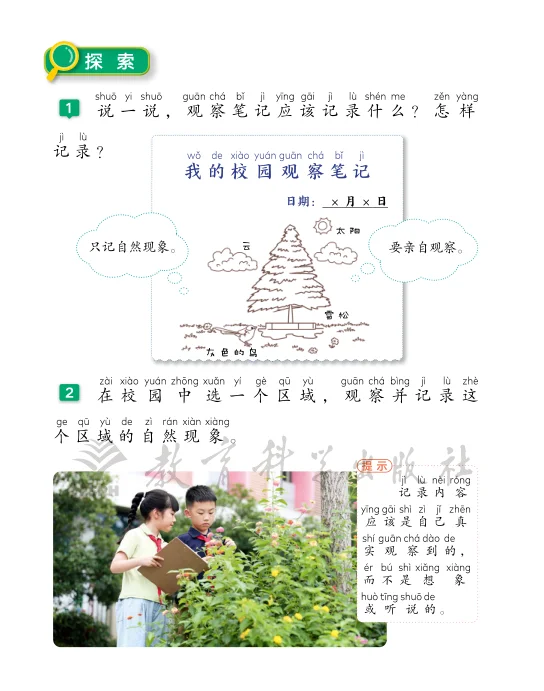 探索
shuō yi shuō guān chá bǐ jì yīng gāi jì lù shén me zěn yàng
1 说一说，观察笔记应该记录什么？怎样
jì lù
记录？
wǒ de xiào yuán guān chá bǐ jì
我的校园观察笔记
日期：×月×日
太阳
云
只记自然现象。
要亲自观察。
雪松
灰色的鸟
zài xiào yuán zhōng xuǎn yí gè qū yù guān chá bìng jì lù zhè
2 在校园中选一个区域，观察并记录这
ge qū yù de zì rán xiàn xiàng
个区域的自然现象。
教育科学出版社
提示
jì lù nèi róng
记录内容
yīng gāi shì zì jǐ zhēn
应该是自己真
shí guān chá dào de
实观察到的，
ér bú shì xiǎng xiàng
而不是想象
huò tīng shuō de
或听说的。